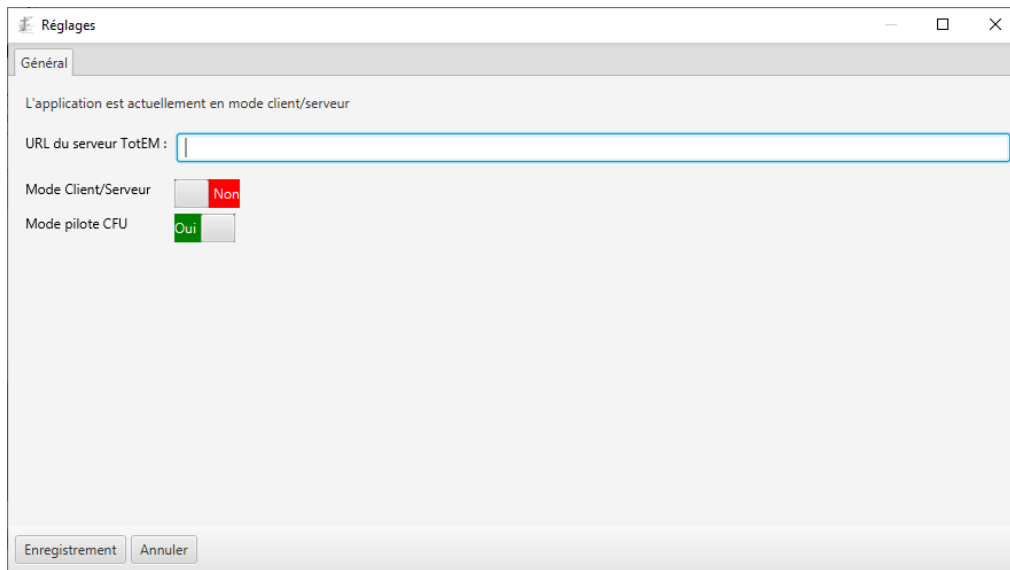 Réglages
Général
L'application est actuellement en mode client/serveur
URL du serveur TotEM :
Mode Client/Serveur Non
Mode pilote CFU Oui
Enregistrement Annuler